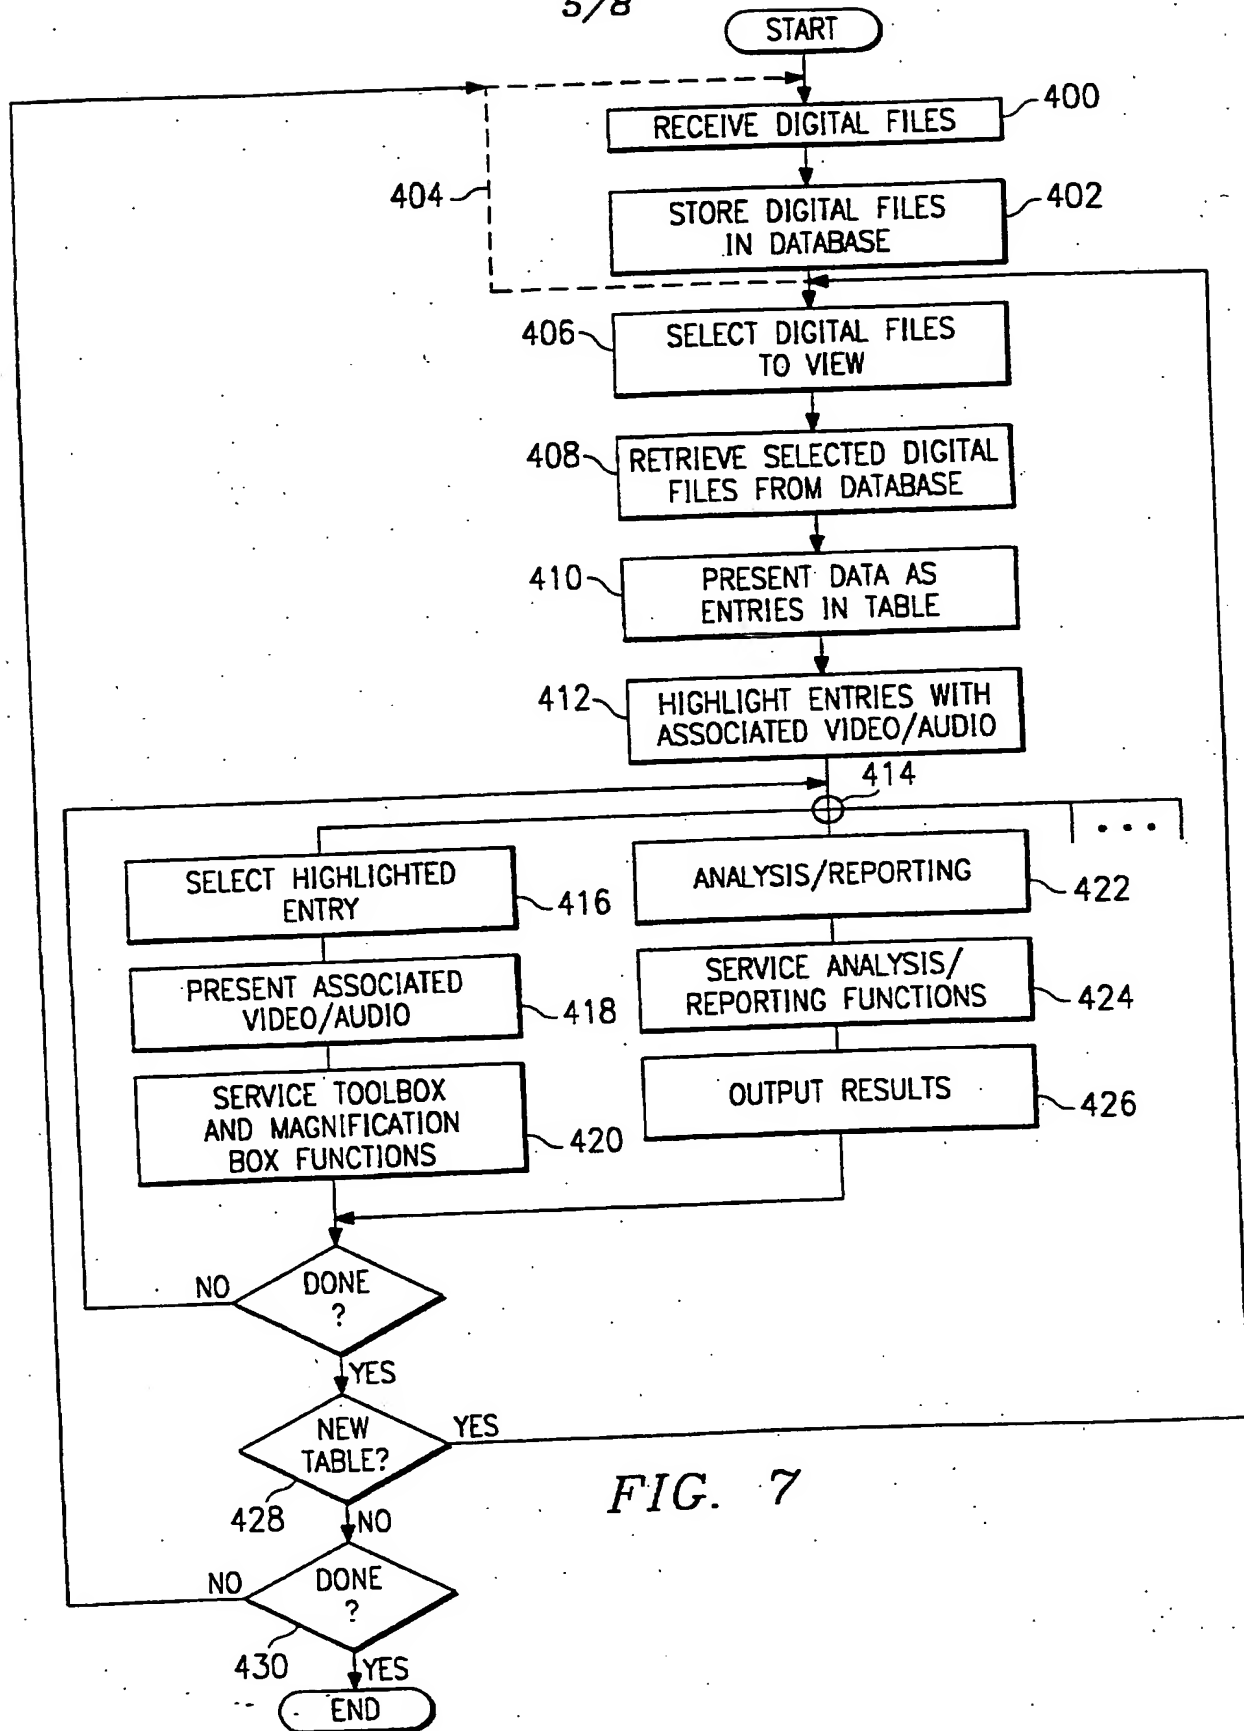 5/8
START
RECEIVE DIGITAL FILES
400
STORE DIGITAL FILES
IN DATABASE
402
404
SELECT DIGITAL FILES
TO VIEW
406
RETRIEVE SELECTED DIGITAL
FILES FROM DATABASE
408
PRESENT DATA AS
ENTRIES IN TABLE
410
HIGHLIGHT ENTRIES WITH
ASSOCIATED VIDEO/AUDIO
412
414
SELECT HIGHLIGHTED
ENTRY
416
PRESENT ASSOCIATED
VIDEO/AUDIO
418
SERVICE TOOLBOX
AND MAGNIFICATION
BOX FUNCTIONS
420
ANALYSIS/REPORTING
422
SERVICE ANALYSIS/
REPORTING FUNCTIONS
424
OUTPUT RESULTS
426
...
DONE
?
NO
YES
NEW
TABLE?
YES
428
NO
DONE
?
NO
430
YES
END
FIG. 7